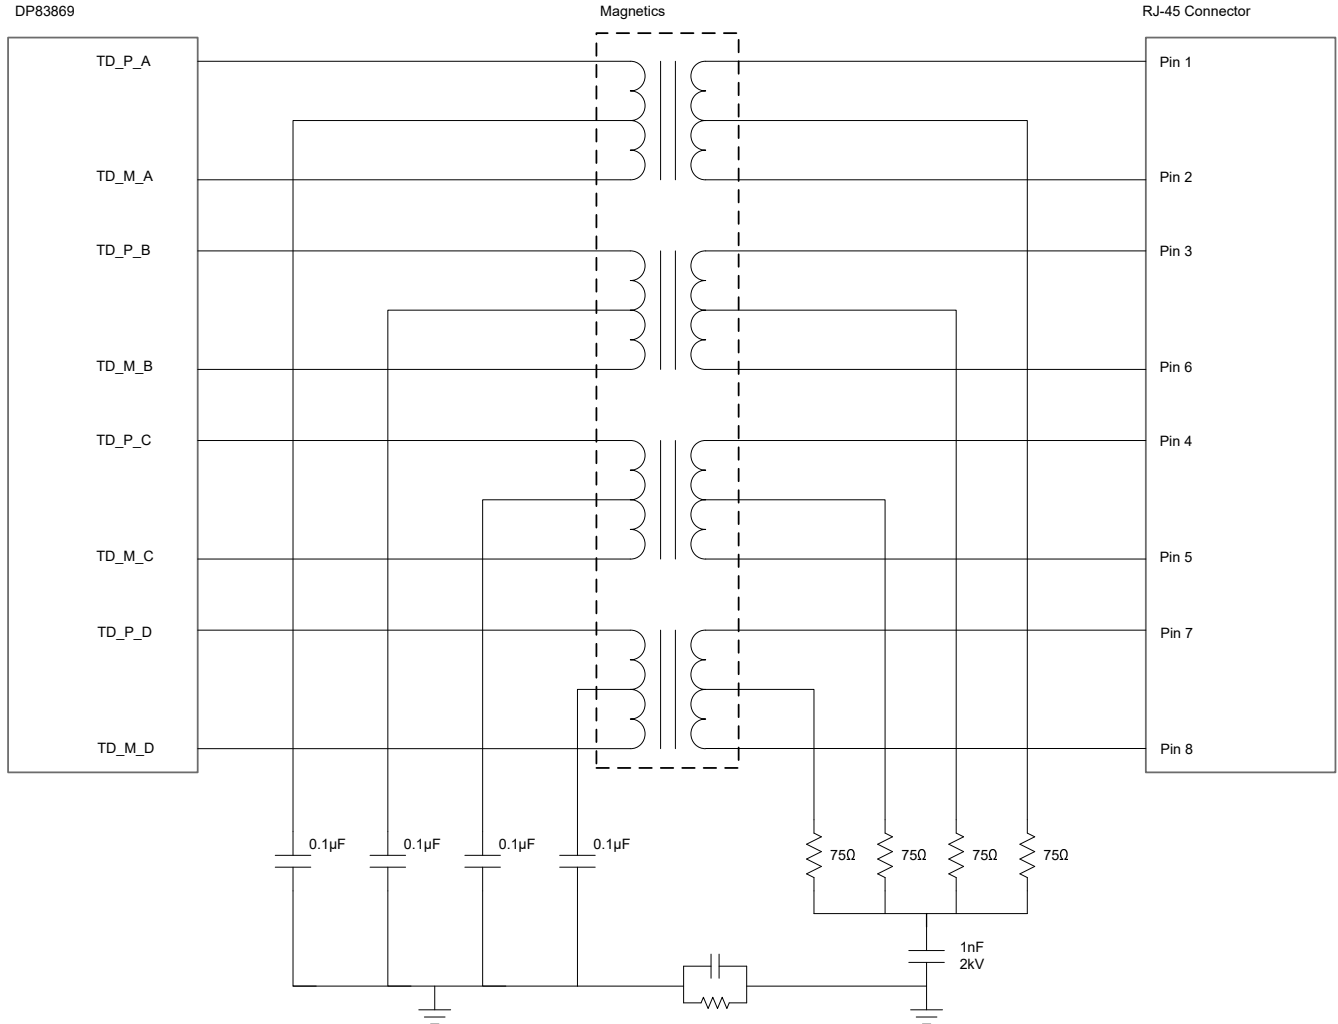 DP83869
Magnetics
RJ-45 Connector
TD_P_A
Pin 1
TD_M_A
Pin 2
TD_P_B
Pin 3
TD_M_B
Pin 6
TD_P_C
Pin 4
TD_M_C
Pin 5
TD_P_D
Pin 7
TD_M_D
Pin 8
0.1µF
0.1µF
0.1µF
0.1µF
75Ω
75Ω
75Ω
75Ω
1nF
2kV